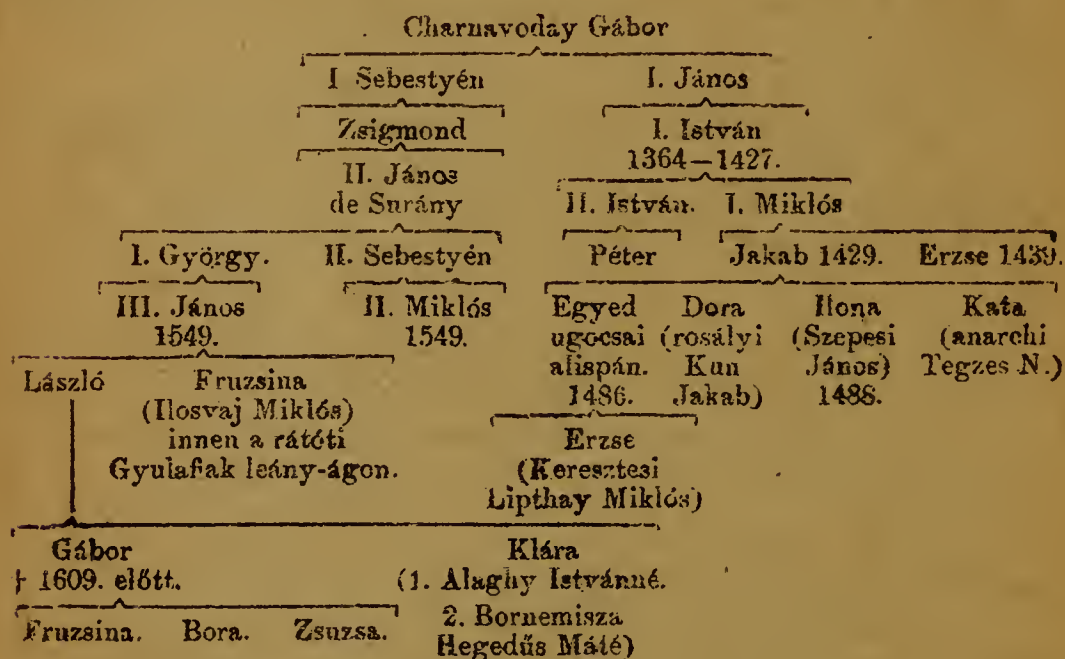 Charnavoday Gábor
I Sebestyén I. János
Zsigmond I. István
1364—1427.
II. János
de Surány II. István. I. Miklós
I. György. II. Sebestyén Péter Jakab 1429. Erzse 1439.
III. János II. Miklós Egyed Dora Ilona Kata
1549. 1549. ugocsai (rosályi (Szepesi (anarchi
alispán. Kun János) Tegzes N.)
László Fruzsina 1486. Jakab) 1488.
(Ilosvaj Miklós) Erzse
innen a rátóti (Keresztesi
Gyulafiak leány-ágon. Lipthay Miklós)
Gábor Klára
† 1609. előtt. (1. Alaghy Istvánné.
Fruzsina. Bora. Zsuzsa. 2. Bornemisza
Hegedűs Máté)